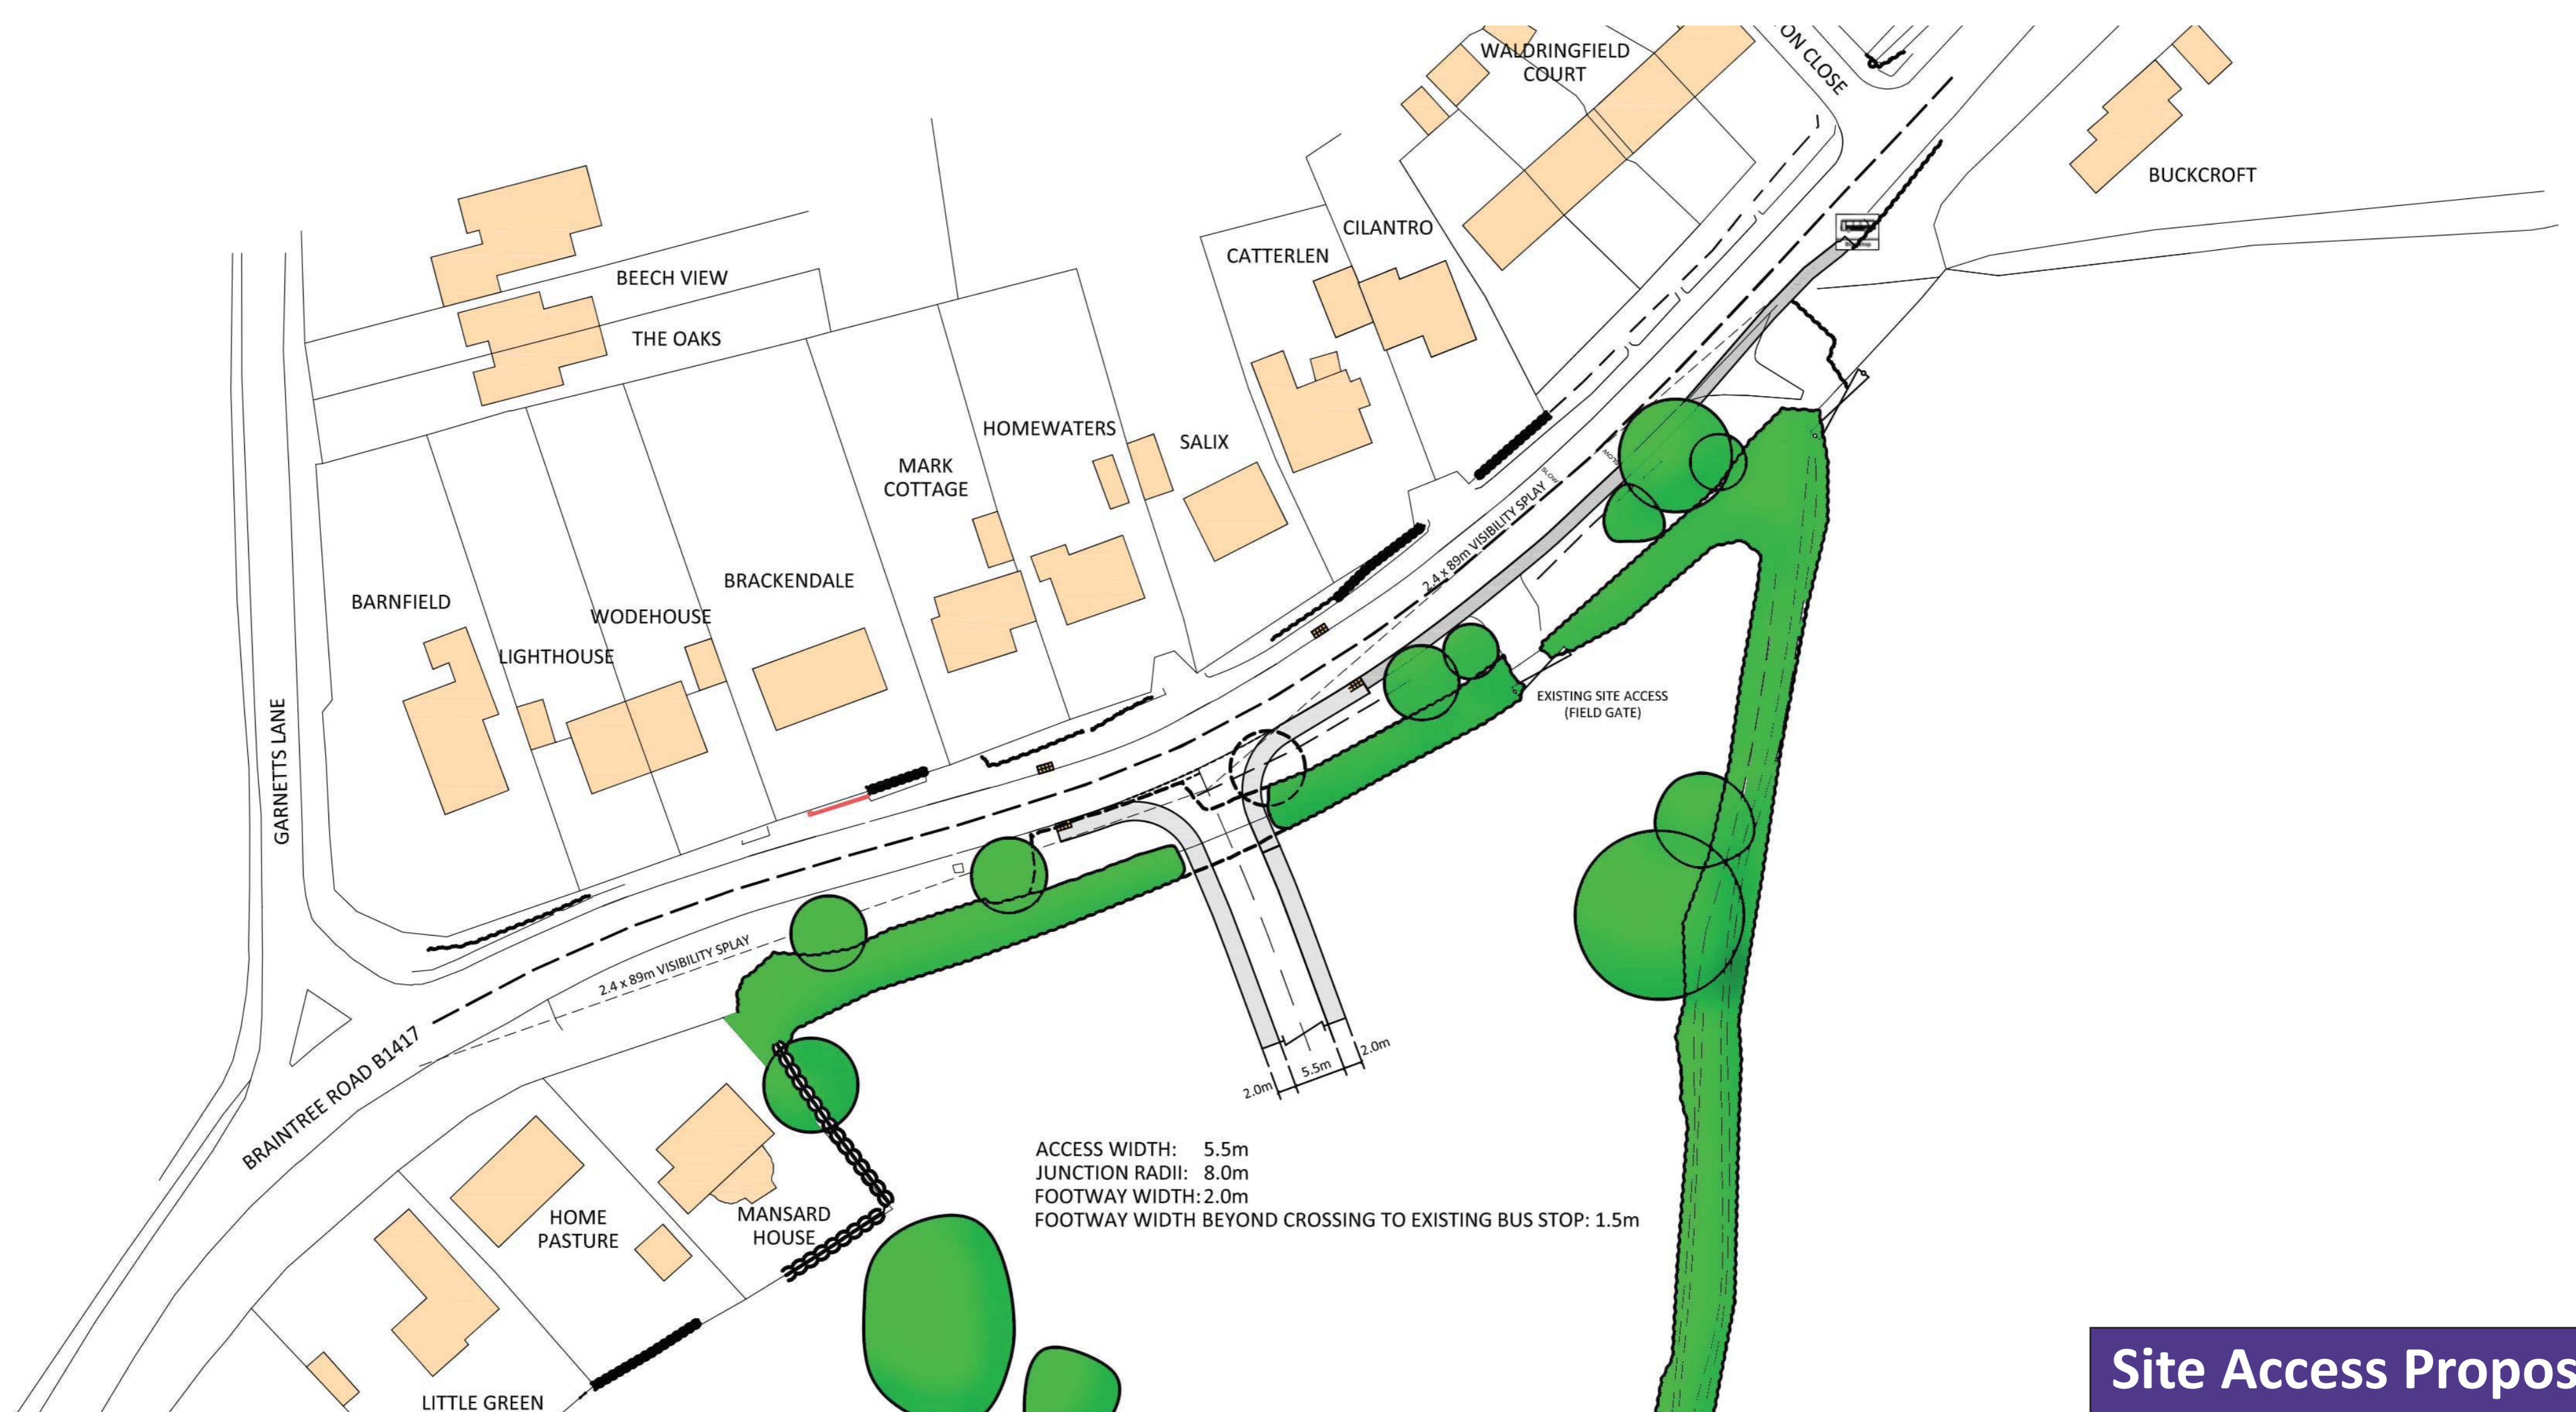 WALDRINGFIELD
COURT
ON CLOSE
BUCKCROFT
CILANTRO
CATTERLEN
BEECH VIEW
THE OAKS
HOMEWATERS
SALIX
MARK
COTTAGE
BRACKENDALE
BARNFIELD
WODEHOUSE
LIGHTHOUSE
GARNETTS LANE
2.4 x 89m VISIBILITY SPLAY
SLOW
SLOW
EXISTING SITE ACCESS
(FIELD GATE)
2.4 x 89m VISIBILITY SPLAY
BRAINTREE ROAD B1417
2.0m
5.5m
2.0m
ACCESS WIDTH: 5.5m
JUNCTION RADII: 8.0m
FOOTWAY WIDTH: 2.0m
FOOTWAY WIDTH BEYOND CROSSING TO EXISTING BUS STOP: 1.5m
HOME
PASTURE
MANSARD
HOUSE
LITTLE GREEN
Site Access Propos